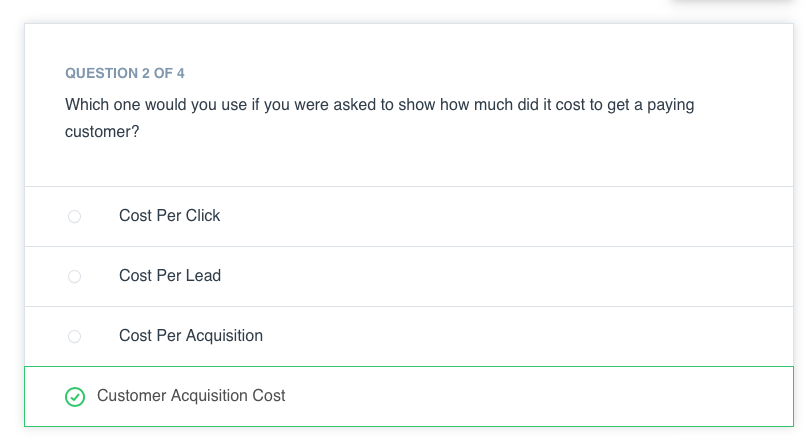 QUESTION 2 OF 4
Which one would you use if you were asked to show how much did it cost to get a paying
customer?
Cost Per Click
Cost Per Lead
Cost Per Acquisition
Customer Acquisition Cost